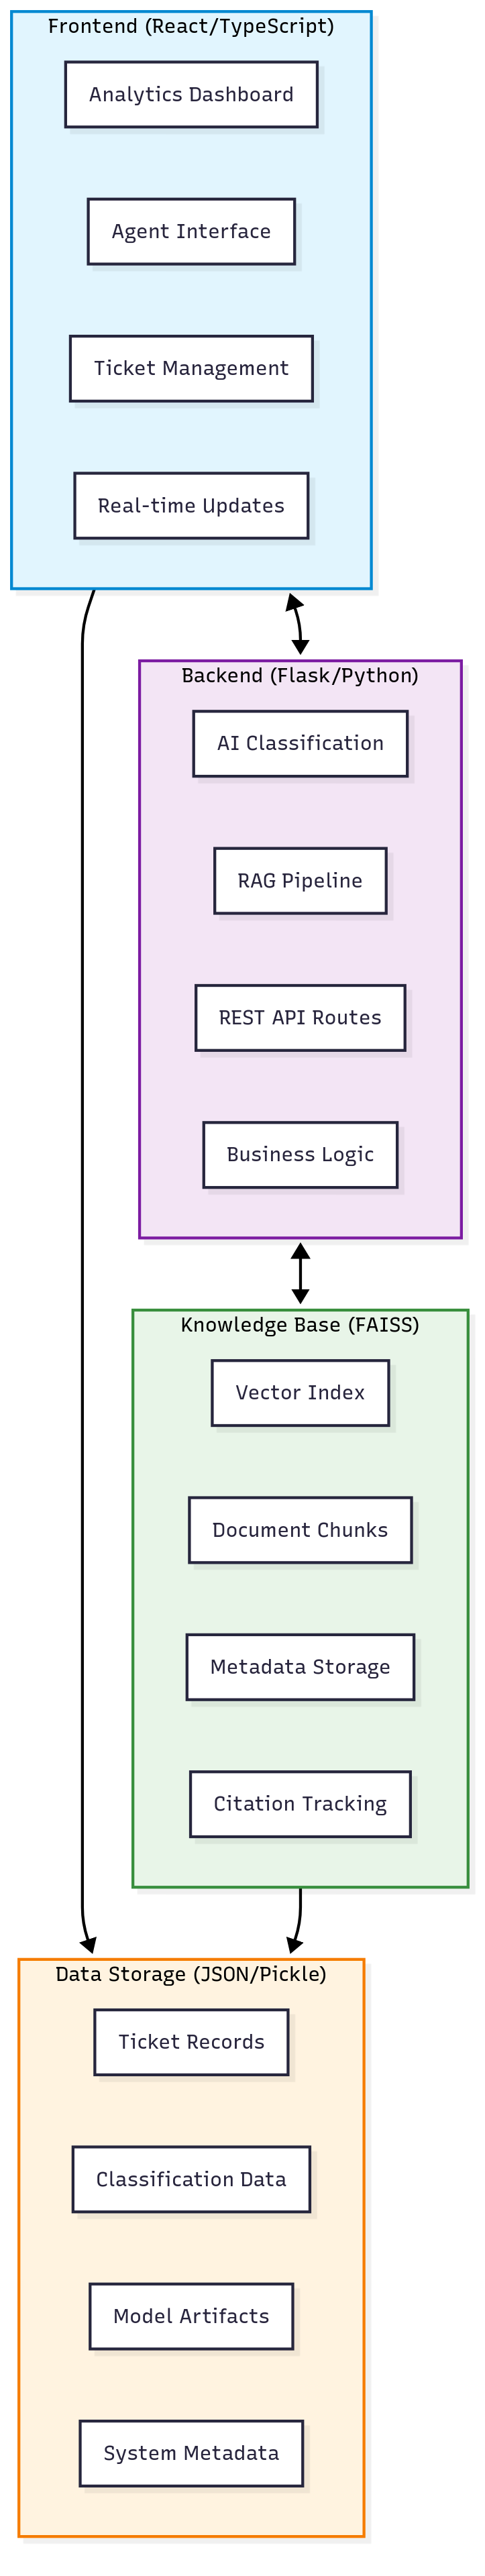 Frontend (React/TypeScript)
Analytics Dashboard
Agent Interface
Ticket Management
Real-time Updates
Backend (Flask/Python)
AI Classification
RAG Pipeline
REST API Routes
Business Logic
Knowledge Base (FAISS)
Vector Index
Document Chunks
Metadata Storage
Citation Tracking
Data Storage (JSON/Pickle)
Ticket Records
Classification Data
Model Artifacts
System Metadata